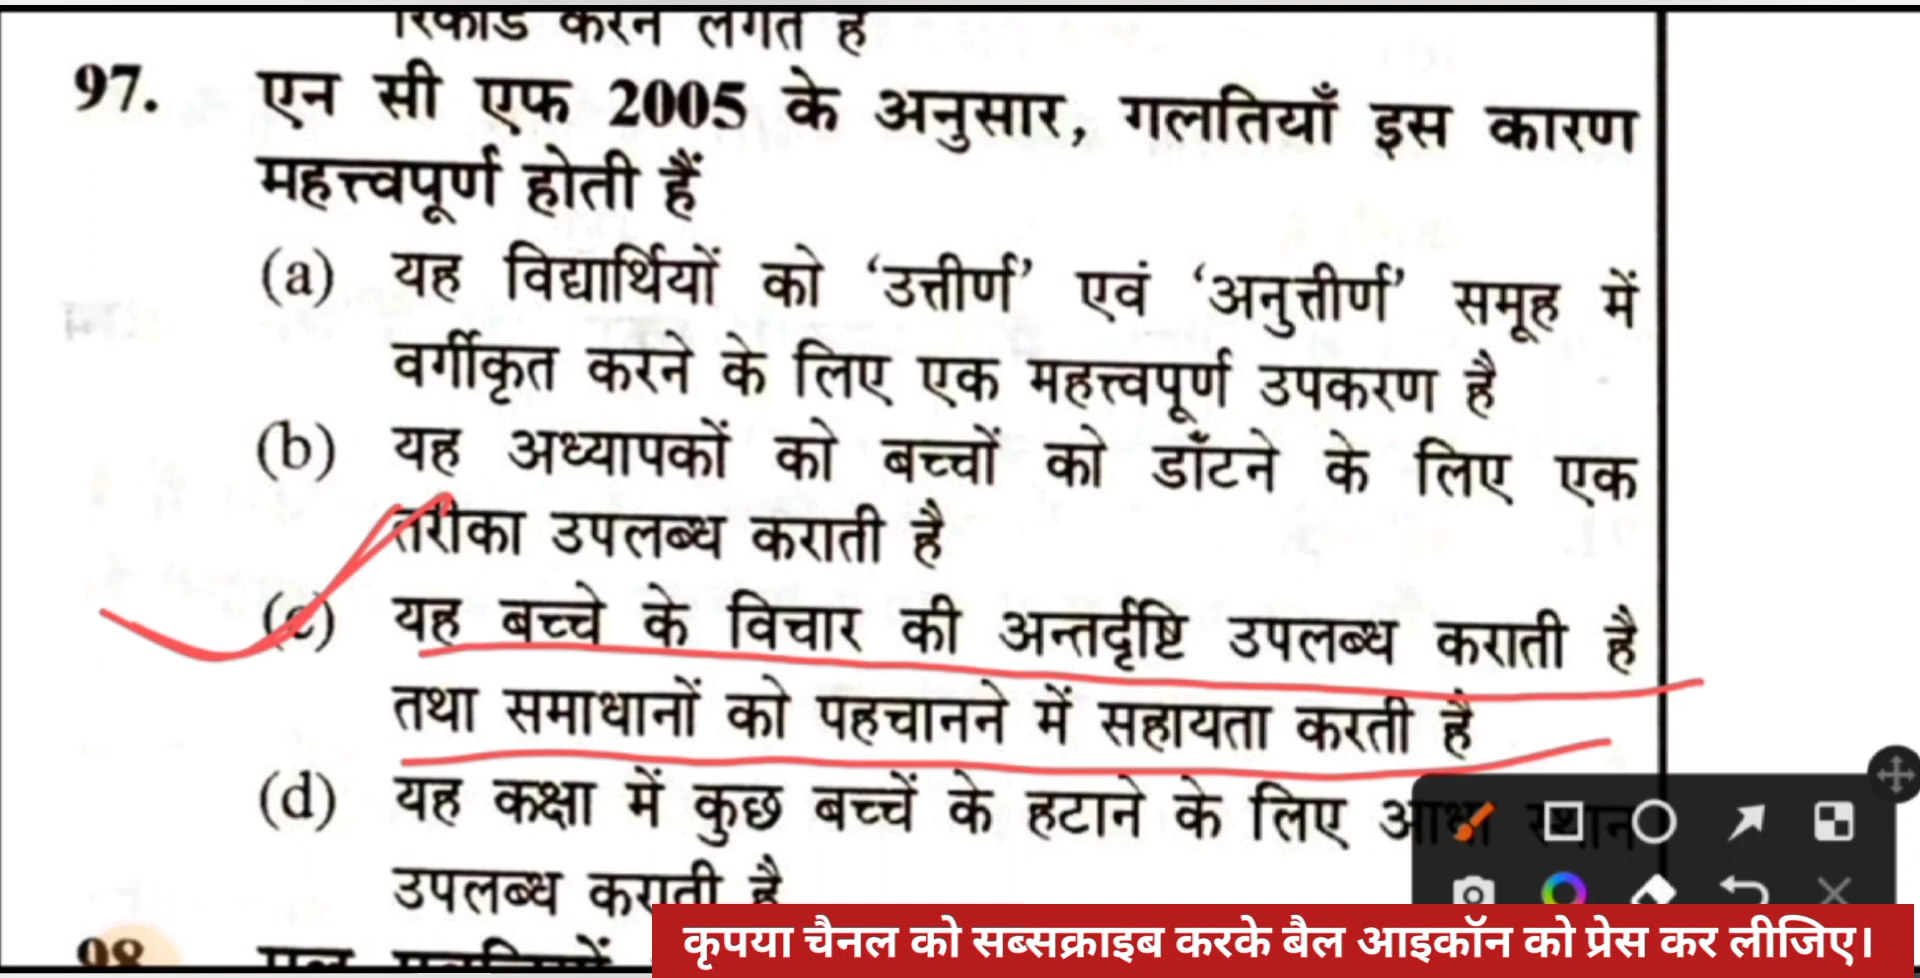 रिकॉर्ड करने लगते हैं
97. एन सी एफ 2005 के अनुसार, गलतियाँ इस कारण
महत्त्वपूर्ण होती हैं
(a) यह विद्यार्थियों को ‘उत्तीर्ण’ एवं ‘अनुत्तीर्ण’ समूह में
वर्गीकृत करने के लिए एक महत्त्वपूर्ण उपकरण है
(b) यह अध्यापकों को बच्चों को डाँटने के लिए एक
तरीका उपलब्ध कराती है
(c) यह बच्चे के विचार की अन्तर्दृष्टि उपलब्ध कराती है
तथा समाधानों को पहचानने में सहायता करती है
(d) यह कक्षा में कुछ बच्चें के हटाने के लिए स्थान
उपलब्ध कराती है
98
कृपया चैनल को सब्सक्राइब करके बैल आइकॉन को प्रेस कर लीजिए।